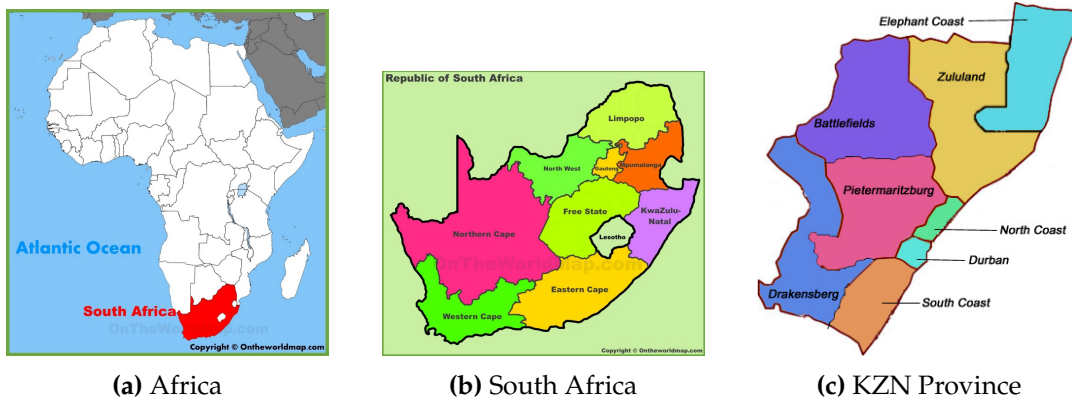 Atlantic Ocean
South Africa
OnTheWorldMap.com
Copyright © Ontheworldmap.com
(a) Africa
Republic of South Africa
Limpopo
North West
Gauteng
Mpumalanga
Free State
KwaZulu-
Natal
Lesotho
Northern Cape
OnTheWorldMap.com
Eastern Cape
Western Cape
Copyright © Ontheworldmap.com
(b) South Africa
Elephant Coast
Zululand
Battlefields
Pietermaritzburg
North Coast
Durban
Drakensberg
South Coast
(c) KZN Province